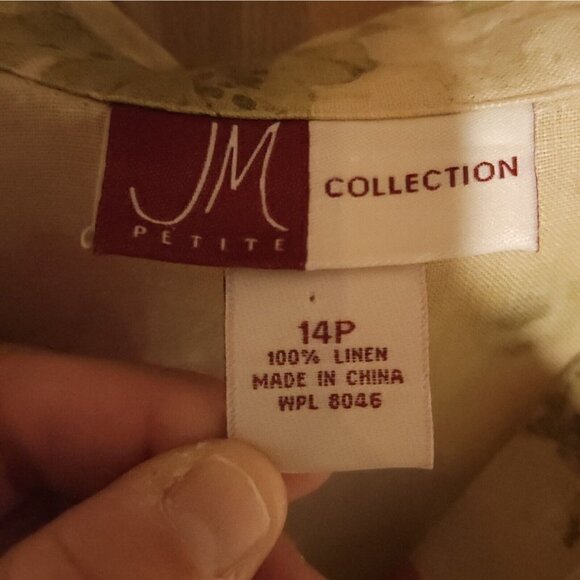 JM
PETITE
COLLECTION
14P
100% LINEN
MADE IN CHINA
WPL 8046